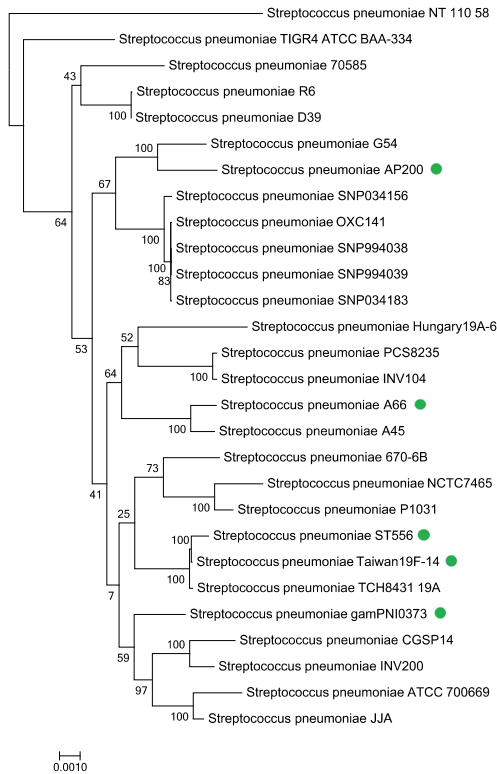 Streptococcus pneumoniae NT 110 58
Streptococcus pneumoniae TIGR4 ATCC BAA-334
43
Streptococcus pneumoniae 70585
Streptococcus pneumoniae R6
100
Streptococcus pneumoniae D39
Streptococcus pneumoniae G54
100
Streptococcus pneumoniae AP200
67
Streptococcus pneumoniae SNP034156
64
Streptococcus pneumoniae OXC141
100
Streptococcus pneumoniae SNP994038
100
Streptococcus pneumoniae SNP994039
83
Streptococcus pneumoniae SNP034183
Streptococcus pneumoniae Hungary19A-6
52
53
Streptococcus pneumoniae PCS8235
64
100
Streptococcus pneumoniae INV104
Streptococcus pneumoniae A66
100
Streptococcus pneumoniae A45
Streptococcus pneumoniae 670-6B
73
Streptococcus pneumoniae NCTC7465
41
100
Streptococcus pneumoniae P1031
25
Streptococcus pneumoniae ST556
100
Streptococcus pneumoniae Taiwan19F-14
100
Streptococcus pneumoniae TCH8431 19A
7
Streptococcus pneumoniae gamPNI0373
Streptococcus pneumoniae CGSP14
100
59
Streptococcus pneumoniae INV200
97
Streptococcus pneumoniae ATCC 700669
100
Streptococcus pneumoniae JJA
0.0010